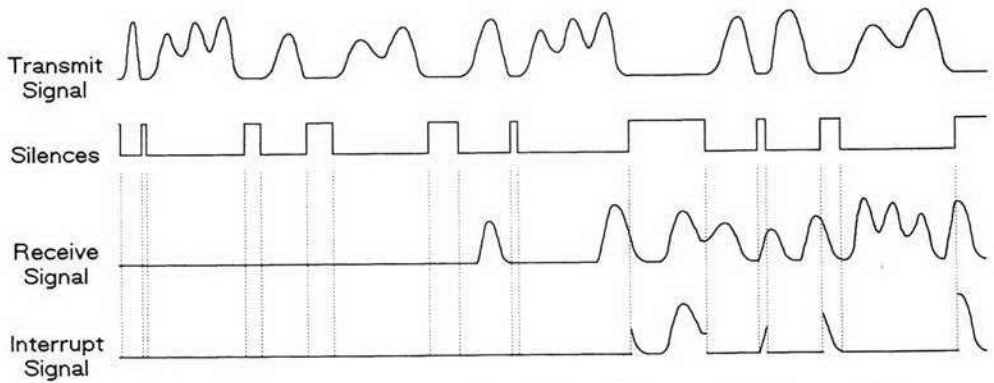 Transmit
Signal
Silences
Receive
Signal
Interrupt
Signal